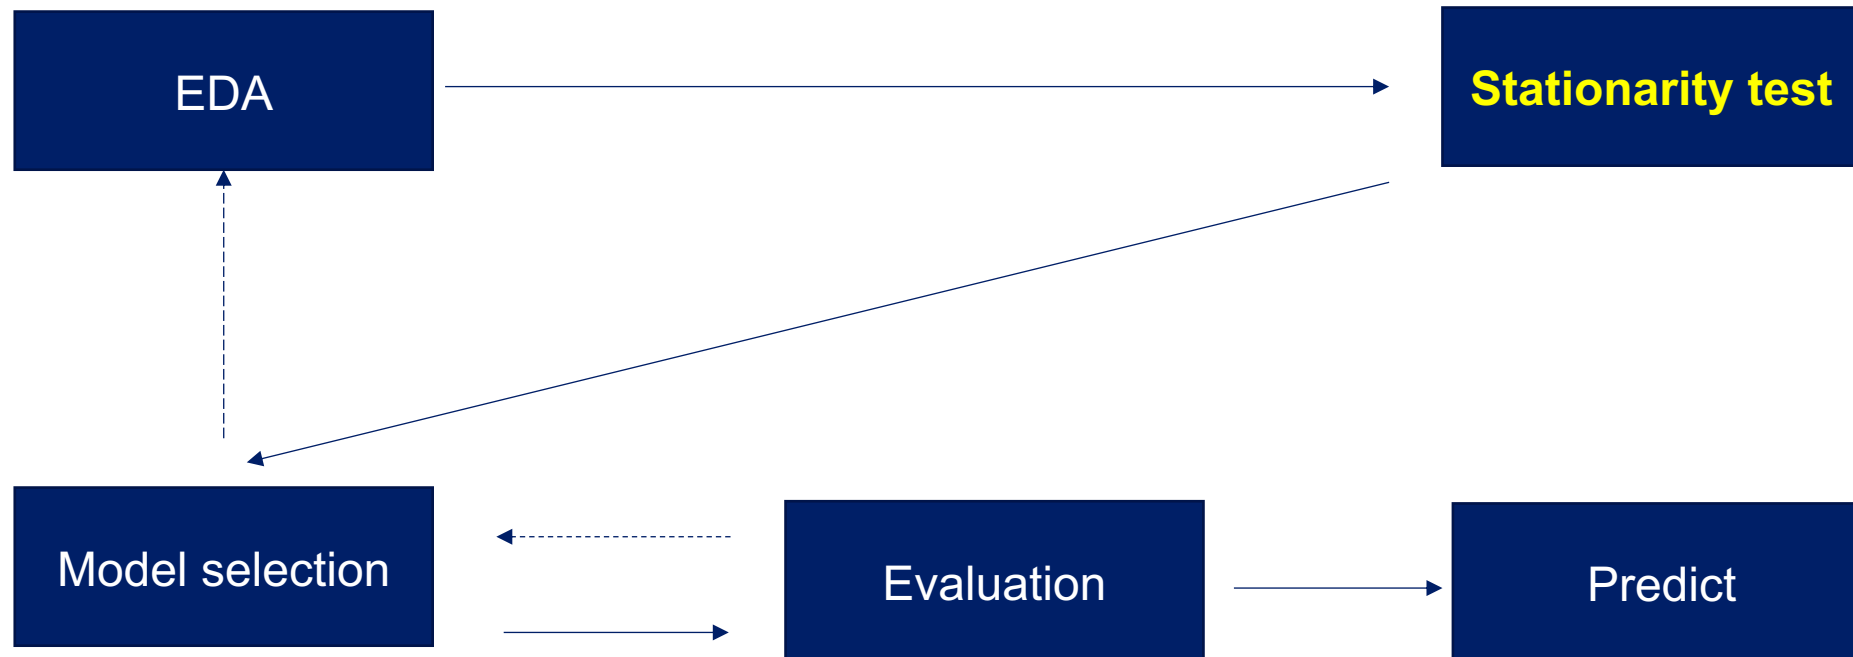 EDA
Stationarity test
Model selection
Evaluation
Predict